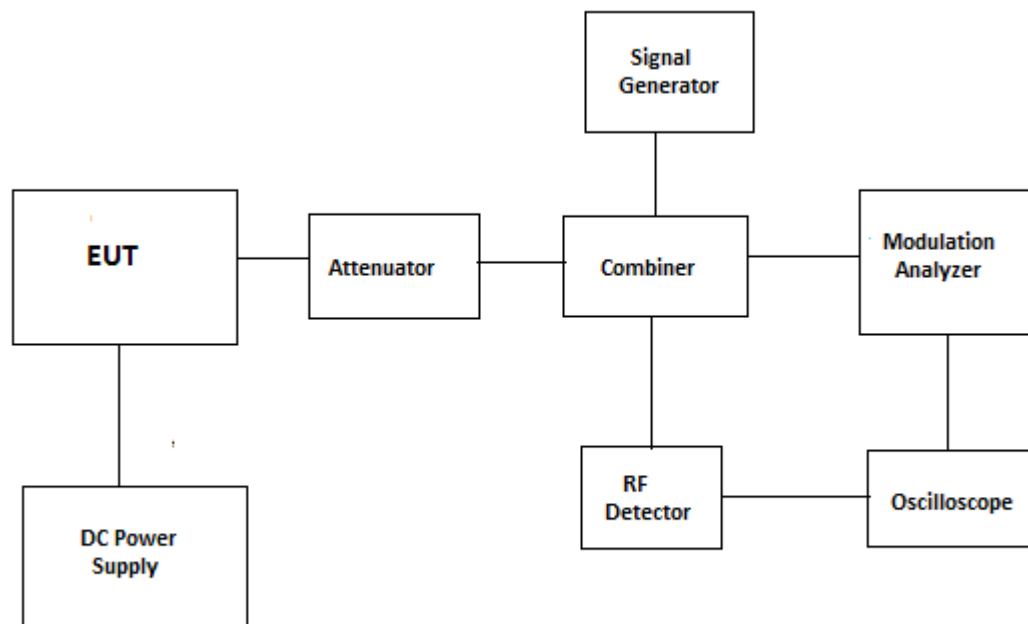 Signal
Generator
EUT
Attenuator
Combiner
Modulation
Analyzer
RF
Detector
Oscilloscope
DC Power
Supply